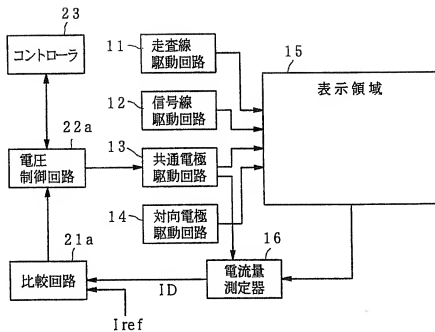 23
コントローラ
11
走査線
駆動回路
15
表示領域
12
信号線
駆動回路
22a
電圧
制御回路
13
共通電極
駆動回路
14
対向電極
駆動回路
21a
比較回路
16
電流量
測定器
ID
Iref